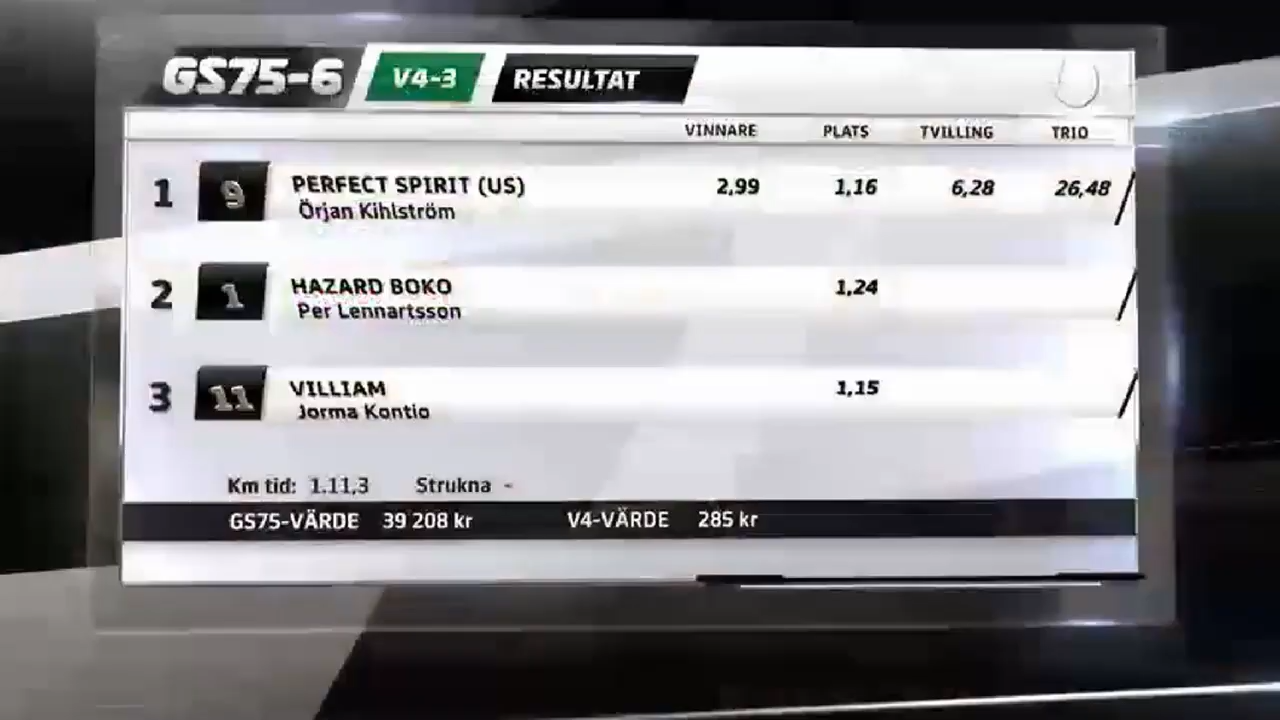 GS75-6 V4-3 RESULTAT
VINNARE PLATS TVILLING TRIO
1 9 PERFECT SPIRIT (US) 2,99 1,16 6,28 26,48
Örjan Kihlström
2 1 HAZARD BOKO 1,24
Per Lennartsson
3 11 VILLIAM 1,15
Jorma Kontio
Km tid: 1.11,3 Strukna -
GS75-VÄRDE 39 208 kr V4-VÄRDE 285 kr